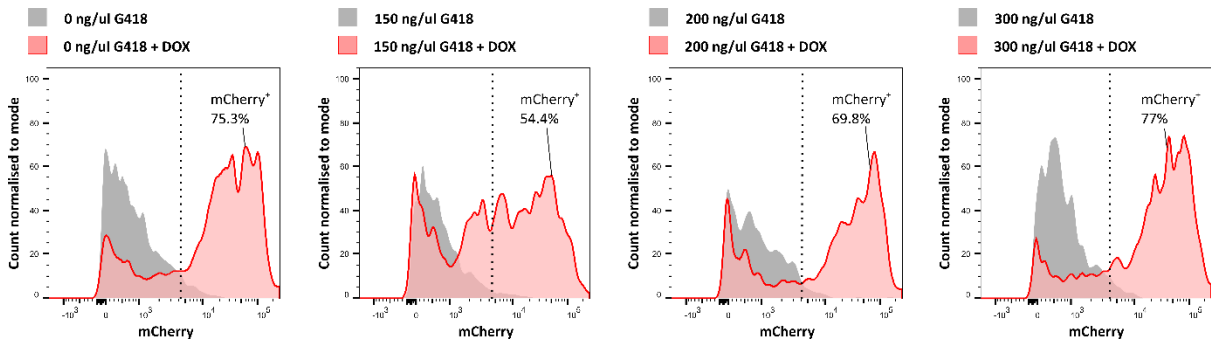 0 ng/ul G418
0 ng/ul G418 + DOX
Count normalised to mode
100
80
60
40
20
0
mCherry⁺
75.3%
-10³ 0 10³ 10⁴ 10⁵
mCherry
150 ng/ul G418
150 ng/ul G418 + DOX
Count normalised to mode
100
80
60
40
20
0
mCherry⁺
54.4%
-10³ 0 10³ 10⁴ 10⁵
mCherry
200 ng/ul G418
200 ng/ul G418 + DOX
Count normalised to mode
100
80
60
40
20
0
mCherry⁺
69.8%
-10³ 0 10³ 10⁴ 10⁵
mCherry
300 ng/ul G418
300 ng/ul G418 + DOX
Count normalised to mode
100
80
60
40
20
0
mCherry⁺
77%
-10³ 0 10³ 10⁴ 10⁵
mCherry